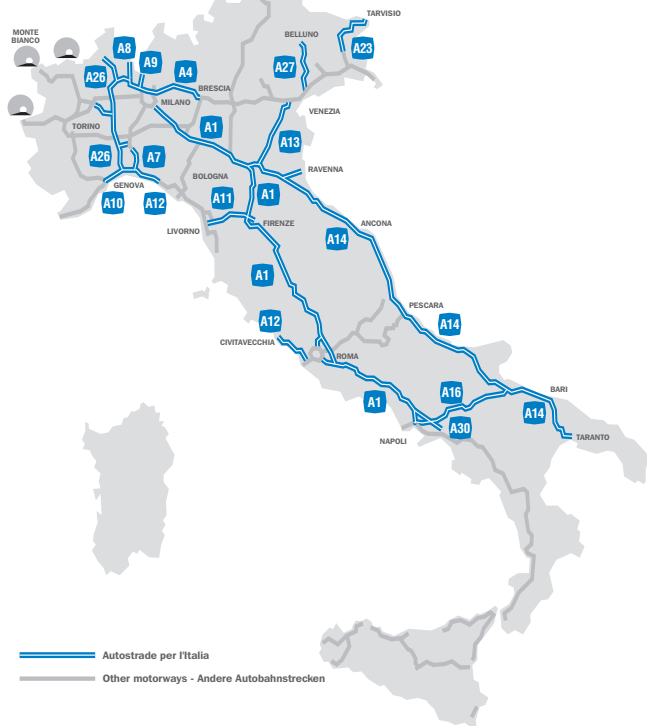 TARVISIO
MONTE
BIANCO
BELLUNO
A8
A23
A9
A26
A4
A27
BRESCIA
MILANO
VENEZIA
TORINO
A1
A13
A26
A7
RAVENNA
BOLOGNA
GENOVA
A11
A1
A10
A12
FIRENZE
ANCONA
LIVORNO
A14
A1
PESCARA
A12
A14
CIVITAVECCHIA
ROMA
A16
BARI
A1
A14
A30
NAPOLI
TARANTO
Autostrade per l'Italia
Other motorways - Andere Autobahnstrecken